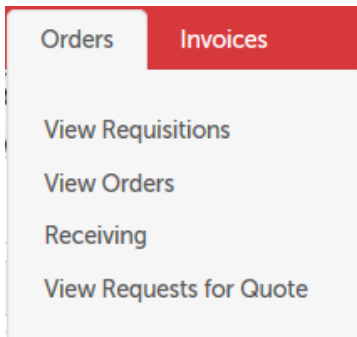 Orders Invoices
View Requisitions
View Orders
Receiving
View Requests for Quote